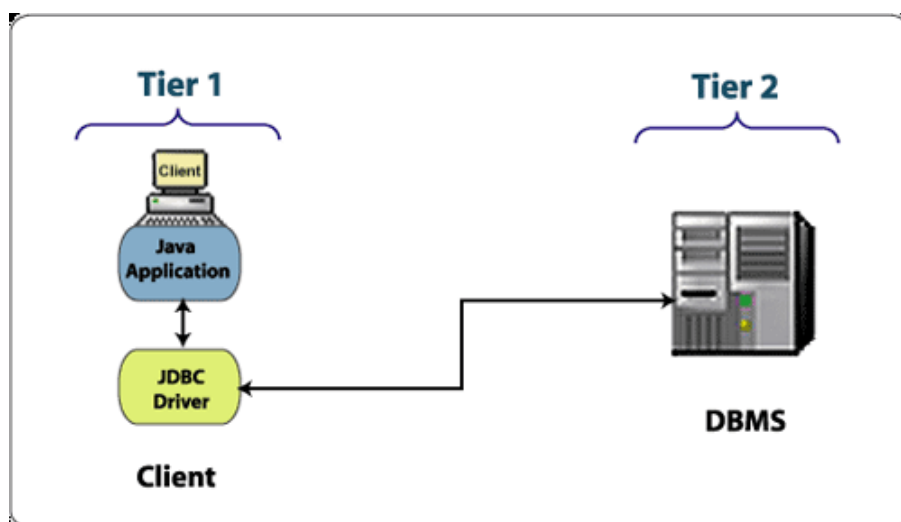 Tier 1
Tier 2
Client
Java
Application
JDBC
Driver
DBMS
Client